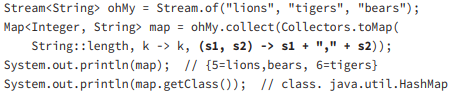 Stream<String> ohMy = Stream.of("lions", "tigers", "bears");
Map<Integer, String> map = ohMy.collect(Collectors.toMap(
String::length, k -> k, (s1, s2) -> s1 + "," + s2));
System.out.println(map); // {5=lions,bears, 6=tigers}
System.out.println(map.getClass()); // class. java.util.HashMap